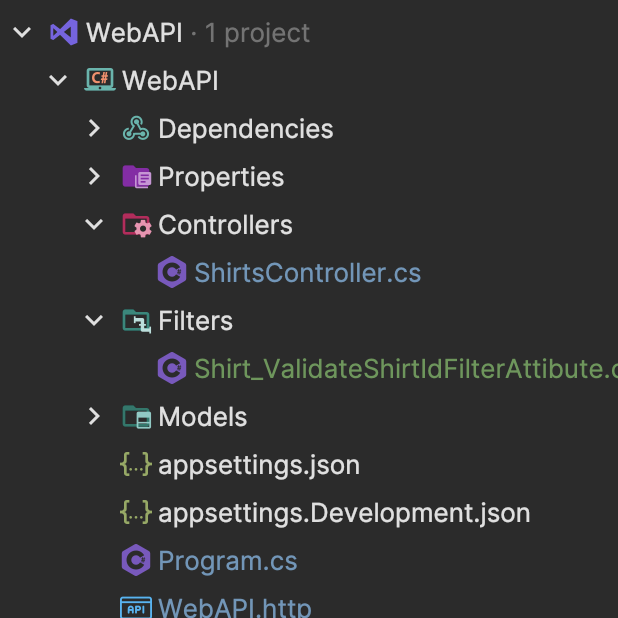 WebAPI · 1 project
C# WebAPI
Dependencies
Properties
Controllers
ShirtsController.cs
Filters
Shirt_ValidateShirtIdFilterAttibute.c
Models
{...} appsettings.json
{...} appsettings.Development.json
Program.cs
API WebAPI.http